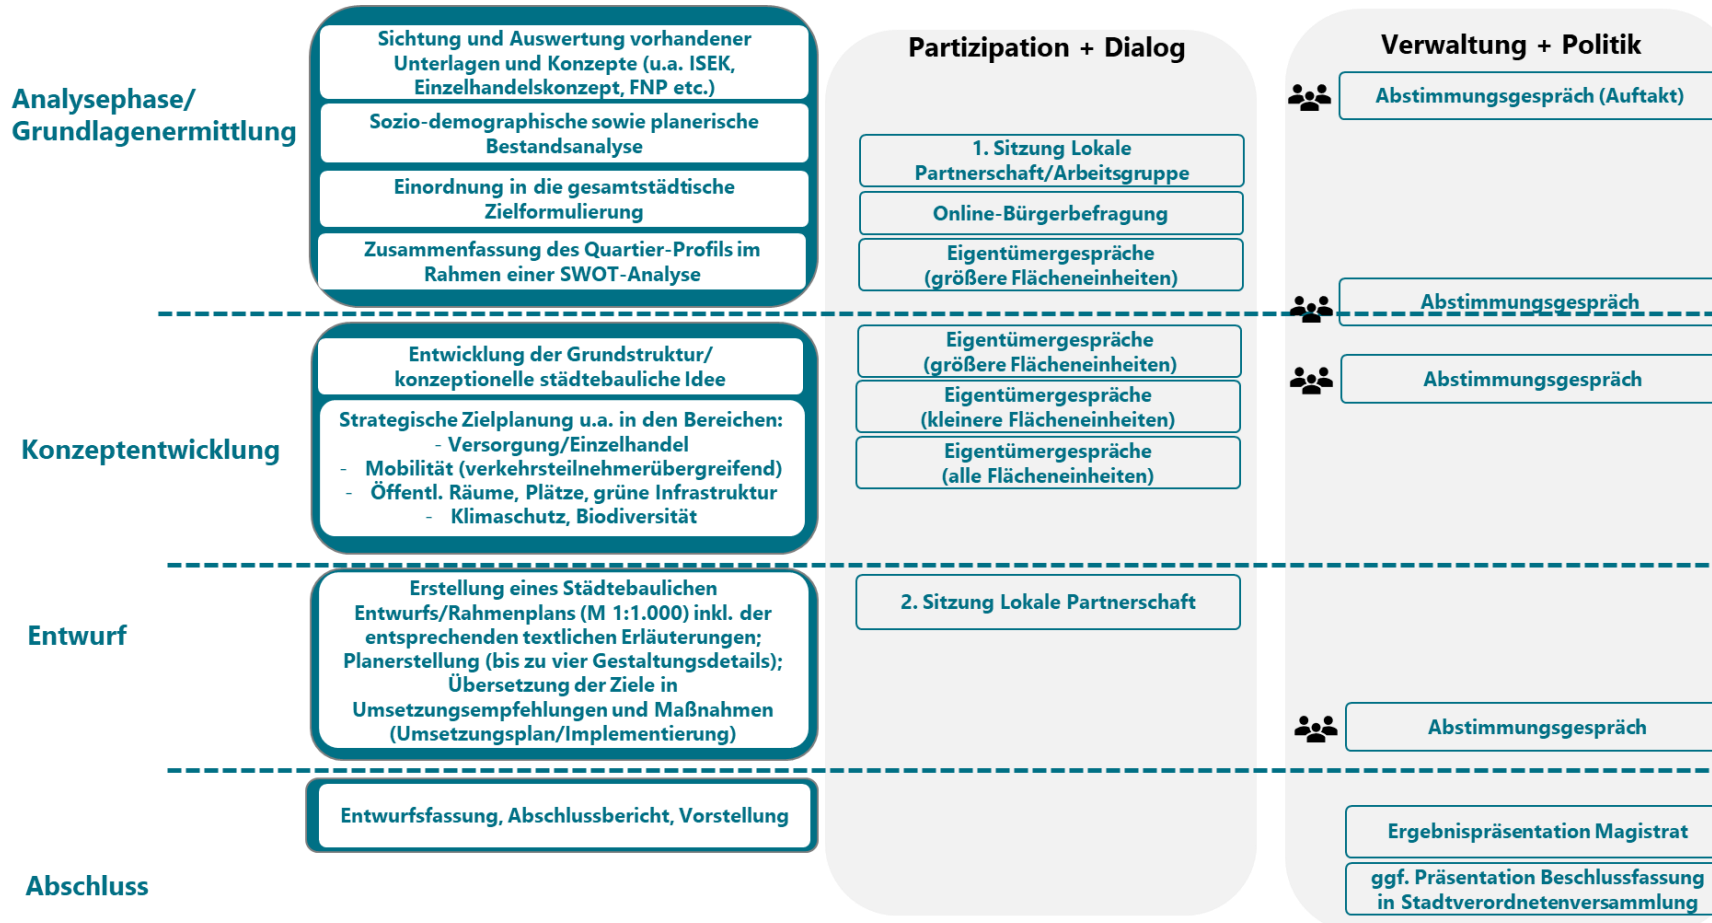 Analysephase/
Grundlagenermittlung
Sichtung und Auswertung vorhandener
Unterlagen und Konzepte (u.a. ISEK,
Einzelhandelskonzept, FNP etc.)
Sozio-demographische sowie planerische
Bestandsanalyse
Einordnung in die gesamtstädtische
Zielformulierung
Zusammenfassung des Quartier-Profils im
Rahmen einer SWOT-Analyse
Partizipation + Dialog
1. Sitzung Lokale
Partnerschaft/Arbeitsgruppe
Online-Bürgerbefragung
Eigentümergespräche
(größere Flächeneinheiten)
Verwaltung + Politik
Abstimmungsgespräch (Auftakt)
Abstimmungsgespräch
Konzeptentwicklung
Entwicklung der Grundstruktur/
konzeptionelle städtebauliche Idee
Strategische Zielplanung u.a. in den Bereichen:
- Versorgung/Einzelhandel
- Mobilität (verkehrsteilnehmerübergreifend)
- Öffentl. Räume, Plätze, grüne Infrastruktur
- Klimaschutz, Biodiversität
Eigentümergespräche
(größere Flächeneinheiten)
Eigentümergespräche
(kleinere Flächeneinheiten)
Eigentümergespräche
(alle Flächeneinheiten)
Abstimmungsgespräch
Entwurf
Erstellung eines Städtebaulichen
Entwurfs/Rahmenplans (M 1:1.000) inkl. der
entsprechenden textlichen Erläuterungen;
Planerstellung (bis zu vier Gestaltungsdetails);
Übersetzung der Ziele in
Umsetzungsempfehlungen und Maßnahmen
(Umsetzungsplan/Implementierung)
2. Sitzung Lokale Partnerschaft
Abstimmungsgespräch
Abschluss
Entwurfsfassung, Abschlussbericht, Vorstellung
Ergebnispräsentation Magistrat
ggf. Präsentation Beschlussfassung
in Stadtverordnetenversammlung